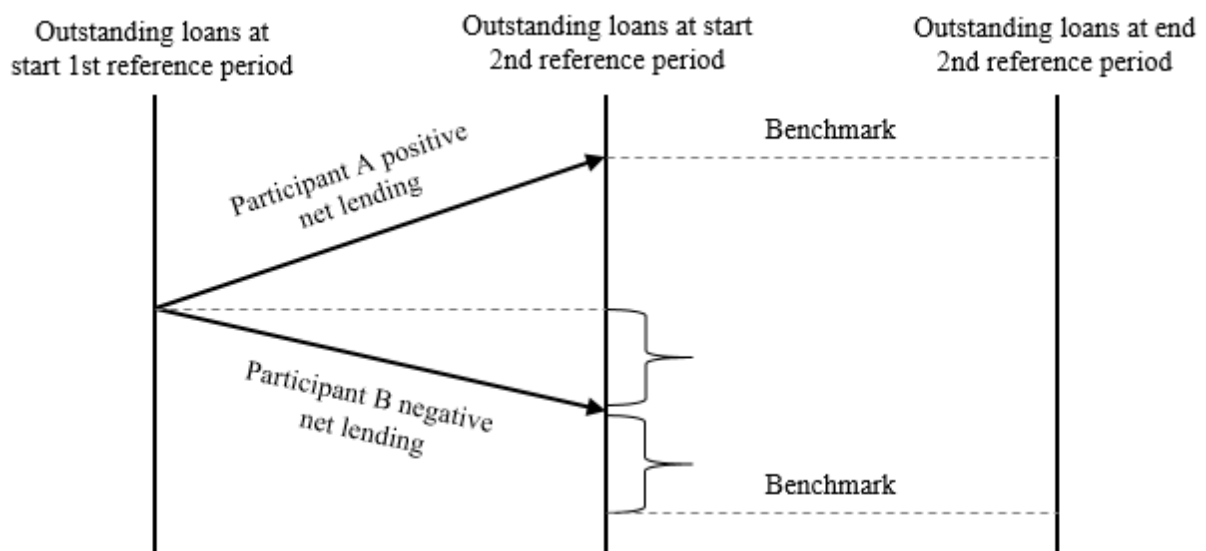 Outstanding loans at
start 1st reference period
Outstanding loans at start
2nd reference period
Outstanding loans at end
2nd reference period
Participant A positive
net lending
Benchmark
Participant B negative
net lending
Benchmark